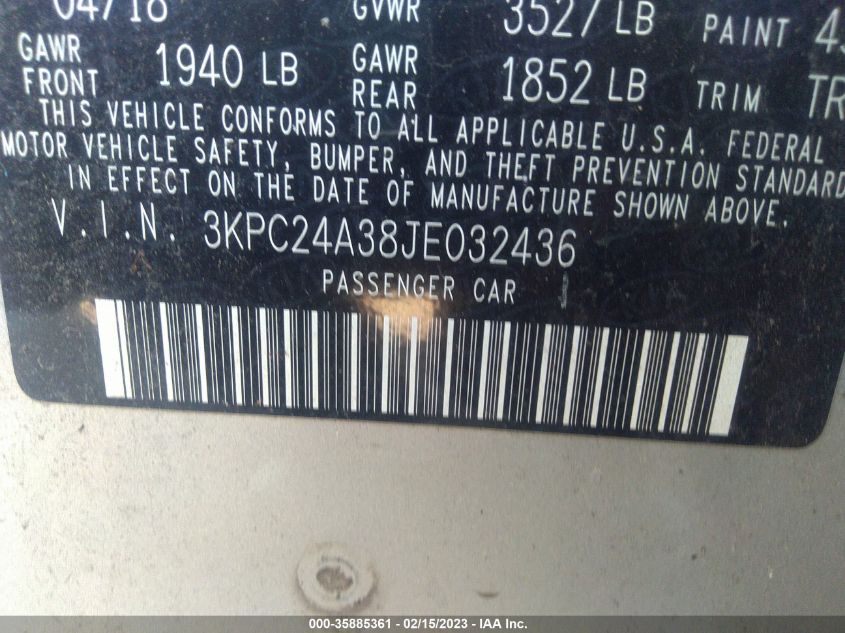 04/18 GVWR 3527 LB PAINT
GAWR FRONT 1940 LB GAWR REAR 1852 LB TRIM
THIS VEHICLE CONFORMS TO ALL APPLICABLE U.S.A. FEDERAL
MOTOR VEHICLE SAFETY, BUMPER, AND THEFT PREVENTION STANDARD
IN EFFECT ON THE DATE OF MANUFACTURE SHOWN ABOVE.
V.I.N. 3KPC24A38JE032436
PASSENGER CAR
000-35885361 - 02/15/2023 - IAA Inc.